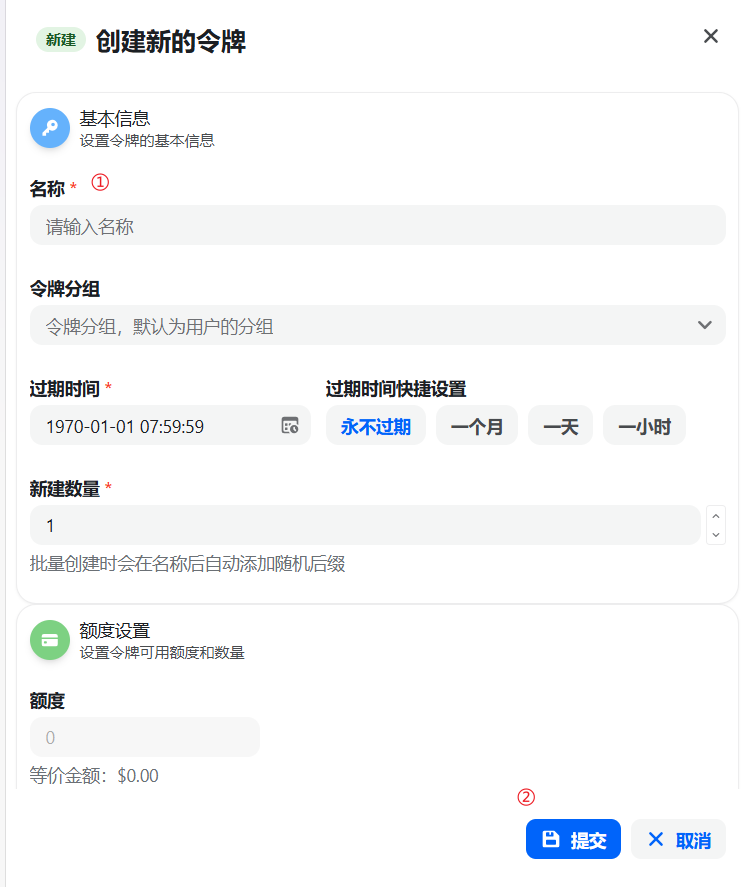 新建 创建新的令牌
基本信息
设置令牌的基本信息
名称 * ①
请输入名称
令牌分组
令牌分组，默认为用户的分组
过期时间 * 过期时间快捷设置
1970-01-01 07:59:59 永不过期 一个月 一天 一小时
新建数量 *
1
批量创建时会在名称后自动添加随机后缀
额度设置
设置令牌可用额度和数量
额度
0
等价金额：$0.00
②
提交 取消